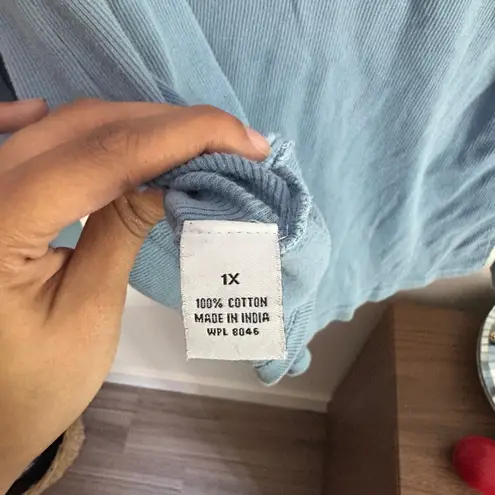 1X
100% COTTON
MADE IN INDIA
WPL 8046